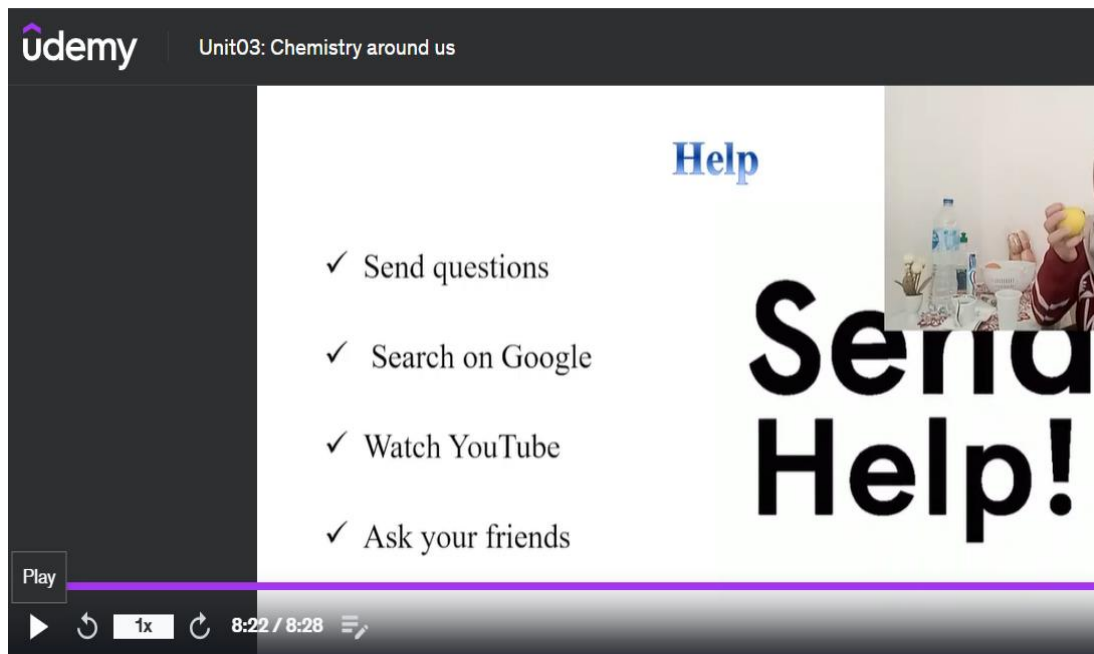 udemy
Unit03: Chemistry around us
Help
✓ Send questions
✓ Search on Google
✓ Watch YouTube
✓ Ask your friends
Send
Help!
Play
1x
8:22 / 8:28